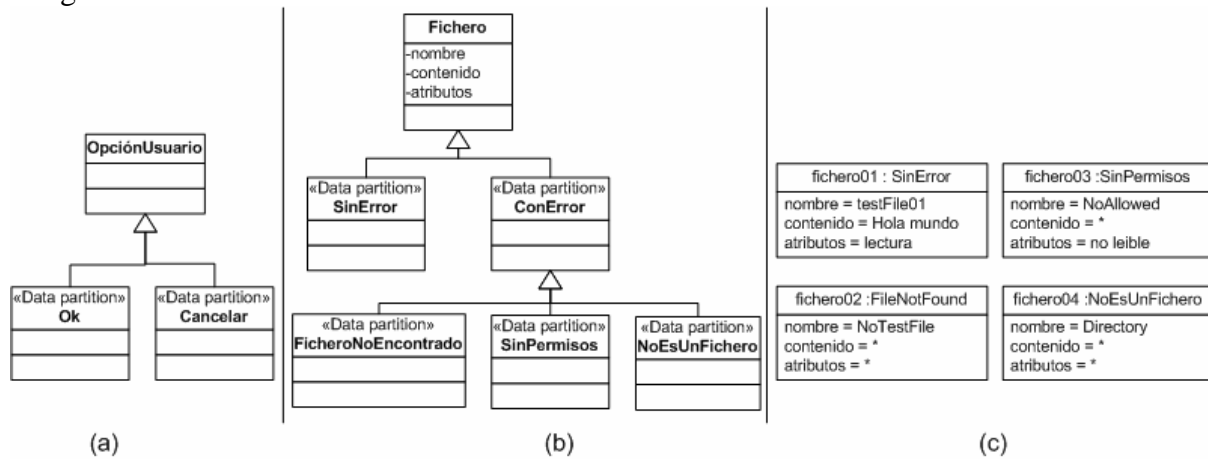 OpciónUsuario
«Data partition»
Ok
«Data partition»
Cancelar
(a)
Fichero
-nombre
-contenido
-atributos
«Data partition»
SinError
«Data partition»
ConError
«Data partition»
FicheroNoEncontrado
«Data partition»
SinPermisos
«Data partition»
NoEsUnFichero
(b)
fichero01 : SinError
nombre = testFile01
contenido = Hola mundo
atributos = lectura
fichero03 :SinPermisos
nombre = NoAllowed
contenido = *
atributos = no leible
fichero02 :FileNotFound
nombre = NoTestFile
contenido = *
atributos = *
fichero04 :NoEsUnFichero
nombre = Directory
contenido = *
atributos = *
(c)